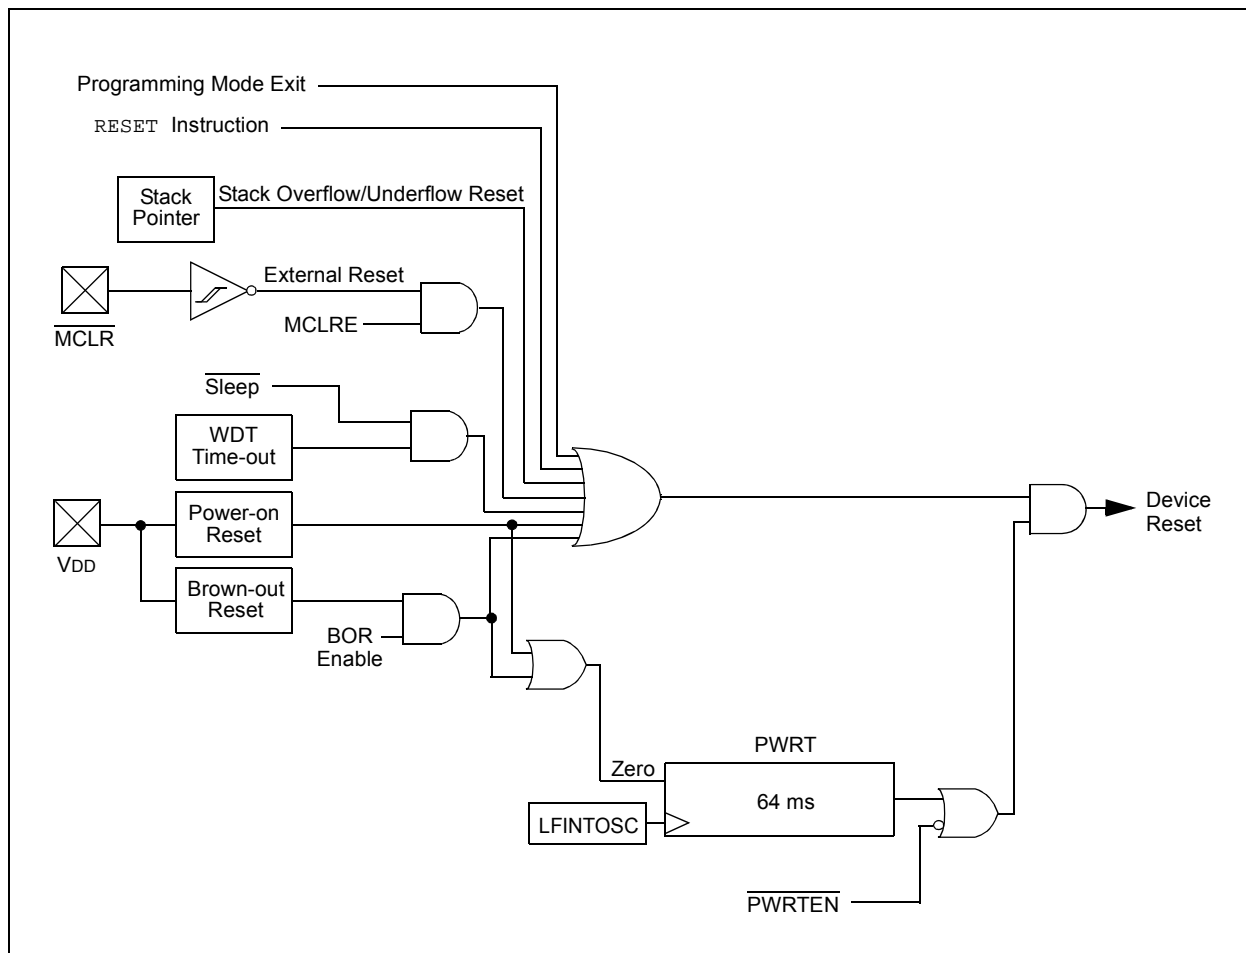 Programming Mode Exit
RESET Instruction
Stack
Pointer
Stack Overflow/Underflow Reset
External Reset
MCLR
MCLRE
Sleep
WDT
Time-out
VDD
Power-on
Reset
Brown-out
Reset
BOR
Enable
Device
Reset
PWRT
Zero
64 ms
LFINTOSC
PWRTEN